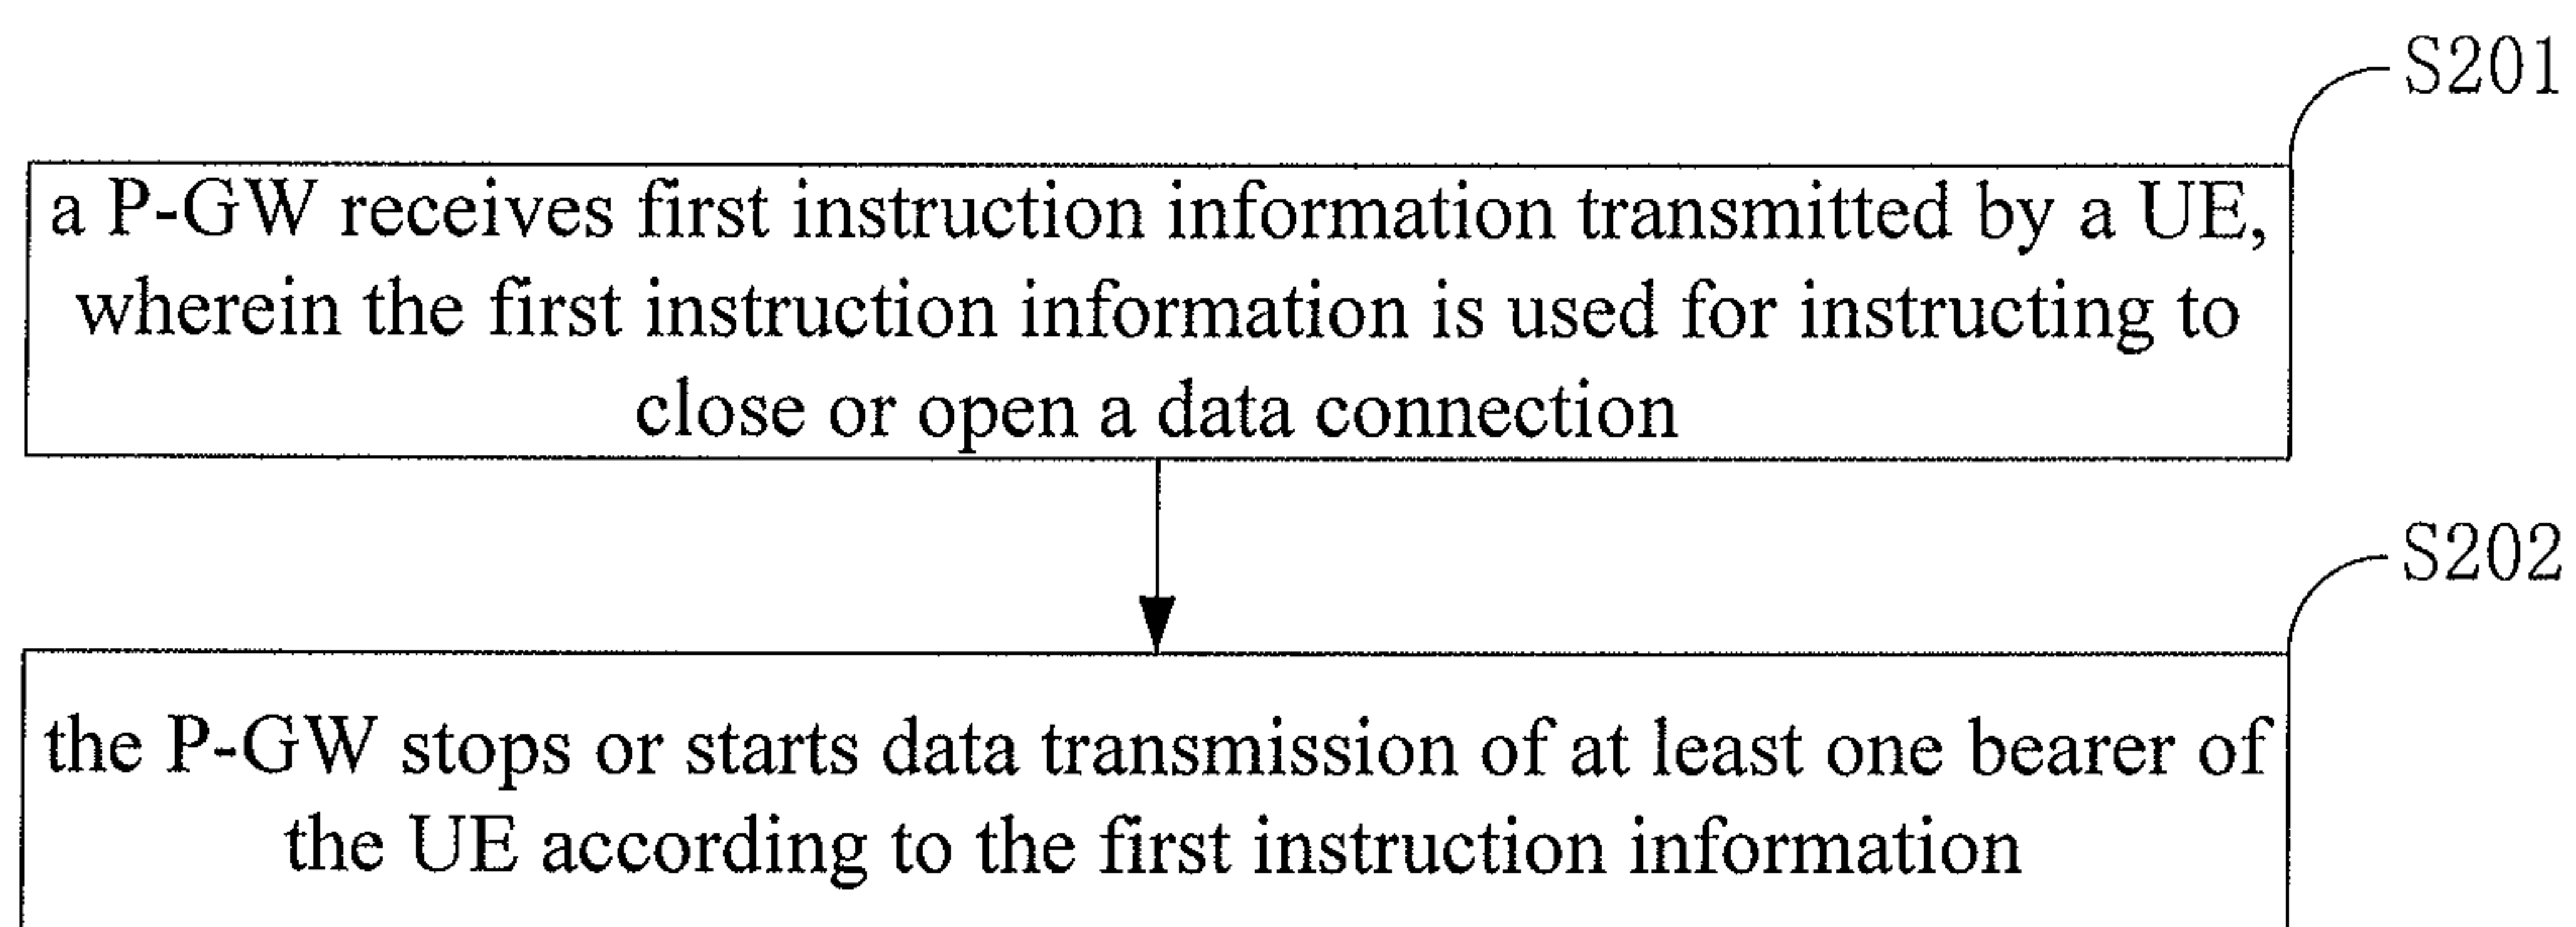 S201
a P-GW receives first instruction information transmitted by a UE,
wherein the first instruction information is used for instructing to
close or open a data connection
S202
the P-GW stops or starts data transmission of at least one bearer of
the UE according to the first instruction information